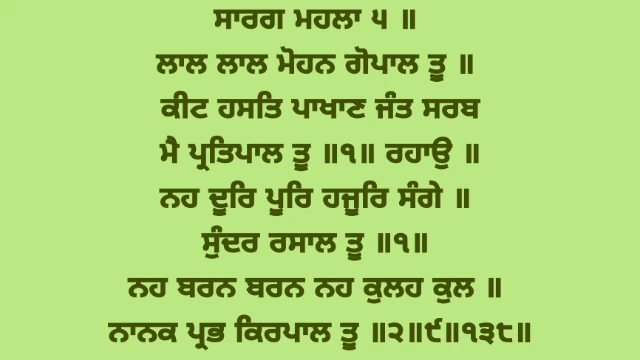 ਸਾਰਗ ਮਹਲਾ ੫ ॥
ਲਾਲ ਲਾਲ ਮੋਹਨ ਗੋਪਾਲ ਤੂ ॥
ਕੀਟ ਹਸਤਿ ਪਾਖਾਣ ਜੰਤ ਸਰਬ
ਮੈ ਪ੍ਰਤਿਪਾਲ ਤੂ ॥੧॥ ਰਹਾਉ ॥
ਨਹ ਦੂਰਿ ਪੂਰਿ ਹਜੂਰਿ ਸੰਗੇ ॥
ਸੁੰਦਰ ਰਸਾਲ ਤੂ ॥੧॥
ਨਹ ਬਰਨ ਬਰਨ ਨਹ ਕੁਲਹ ਕੁਲ ॥
ਨਾਨਕ ਪ੍ਰਭ ਕਿਰਪਾਲ ਤੂ ॥੨॥੯॥੧੩੮॥